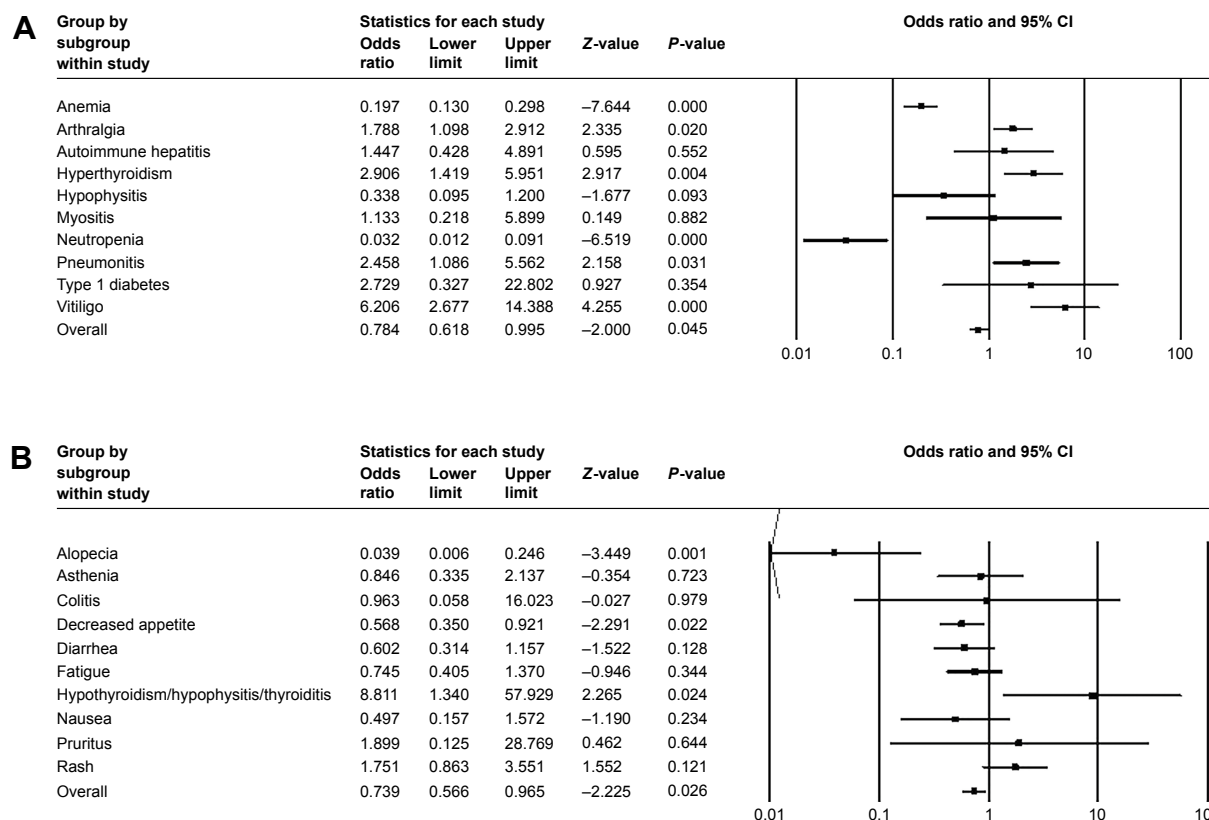 A
Group by Statistics for each study Odds ratio and 95% CI
subgroup Odds Lower Upper Z-value P-value
within study ratio limit limit
Anemia 0.197 0.130 0.298 −7.644 0.000
Arthralgia 1.788 1.098 2.912 2.335 0.020
Autoimmune hepatitis 1.447 0.428 4.891 0.595 0.552
Hyperthyroidism 2.906 1.419 5.951 2.917 0.004
Hypophysitis 0.338 0.095 1.200 −1.677 0.093
Myositis 1.133 0.218 5.899 0.149 0.882
Neutropenia 0.032 0.012 0.091 −6.519 0.000
Pneumonitis 2.458 1.086 5.562 2.158 0.031
Type 1 diabetes 2.729 0.327 22.802 0.927 0.354
Vitiligo 6.206 2.677 14.388 4.255 0.000
Overall 0.784 0.618 0.995 −2.000 0.045
0.01 0.1 1 10 100
B
Group by Statistics for each study Odds ratio and 95% CI
subgroup Odds Lower Upper Z-value P-value
within study ratio limit limit
Alopecia 0.039 0.006 0.246 −3.449 0.001
Asthenia 0.846 0.335 2.137 −0.354 0.723
Colitis 0.963 0.058 16.023 −0.027 0.979
Decreased appetite 0.568 0.350 0.921 −2.291 0.022
Diarrhea 0.602 0.314 1.157 −1.522 0.128
Fatigue 0.745 0.405 1.370 −0.946 0.344
Hypothyroidism/hypophysitis/thyroiditis 8.811 1.340 57.929 2.265 0.024
Nausea 0.497 0.157 1.572 −1.190 0.234
Pruritus 1.899 0.125 28.769 0.462 0.644
Rash 1.751 0.863 3.551 1.552 0.121
Overall 0.739 0.566 0.965 −2.225 0.026
0.01 0.1 1 10